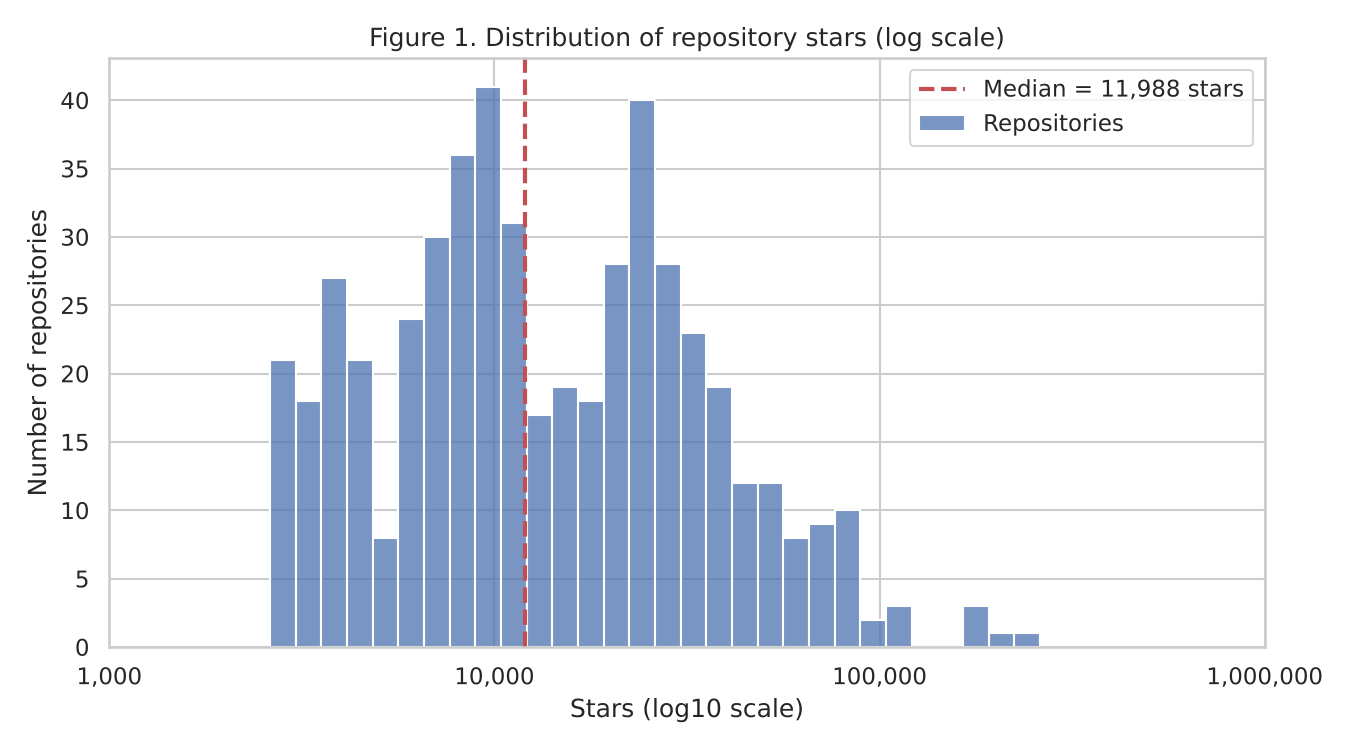 Figure 1. Distribution of repository stars (log scale)
Median = 11,988 stars
Repositories
Number of repositories
40
35
30
25
20
15
10
5
0
1,000
10,000
100,000
1,000,000
Stars (log10 scale)